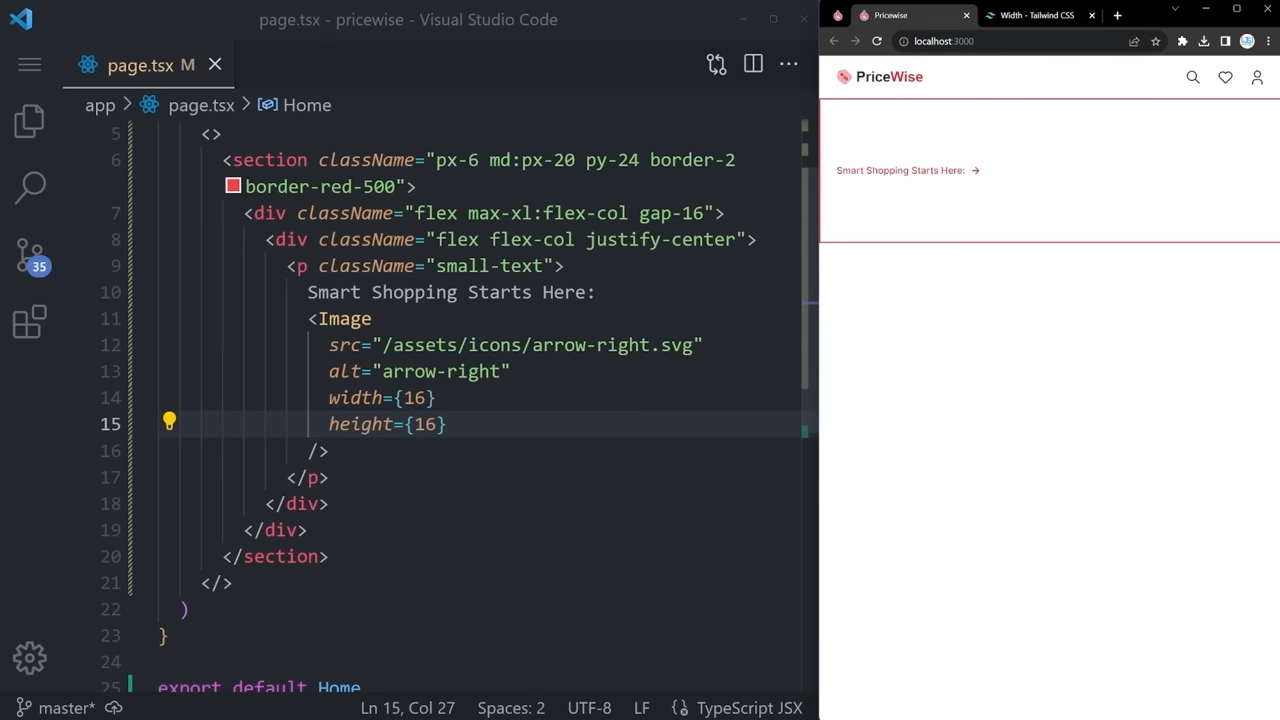 page.tsx - pricewise - Visual Studio Code
page.tsx M
app > page.tsx > Home
5 <>
6 <section className="px-6 md:px-20 py-24 border-2
border-red-500">
7 <div className="flex max-xl:flex-col gap-16">
8 <div className="flex flex-col justify-center">
9 <p className="small-text">
10 Smart Shopping Starts Here:
11 <Image
12 src="/assets/icons/arrow-right.svg"
13 alt="arrow-right"
14 width={16}
15 height={16}
16 />
17 </p>
18 </div>
19 </div>
20 </section>
21 </>
22 )
23 }
24
25 export default Home
35
master*
Ln 15, Col 27 Spaces: 2 UTF-8 LF TypeScript JSX
Pricewise
Width - Tailwind CSS
localhost:3000
PriceWise
Smart Shopping Starts Here: